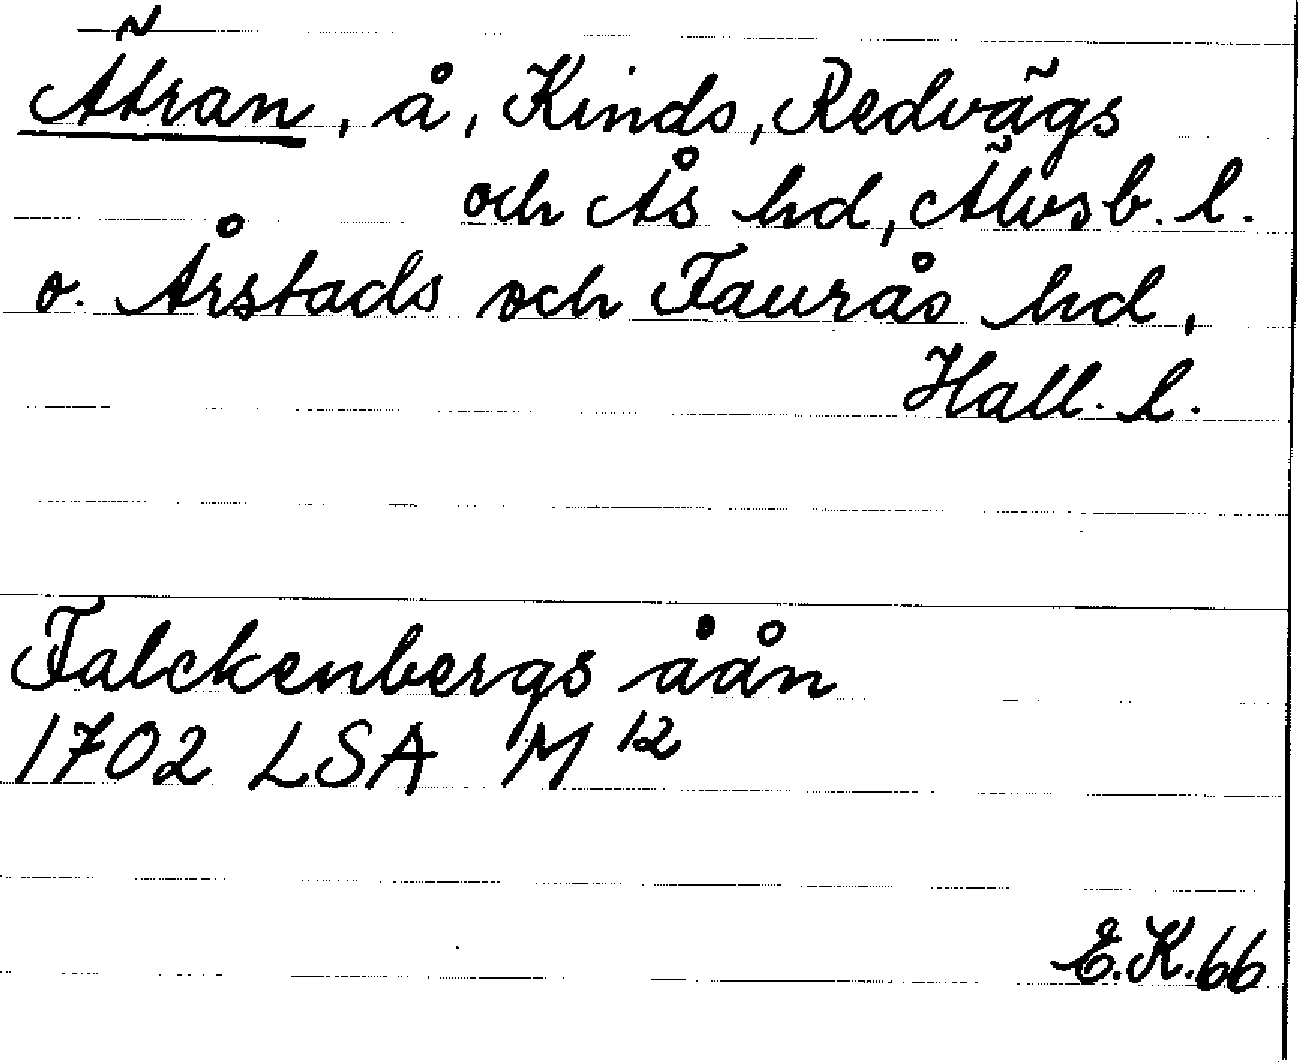 Ätran, å, Kinds, Redvägs
och Ås hd, Älvsb. l.
o. Årstads och Faurås hd,
Hall. l.
Falckenbergs åån
1702 LSA M 12
E.K.66